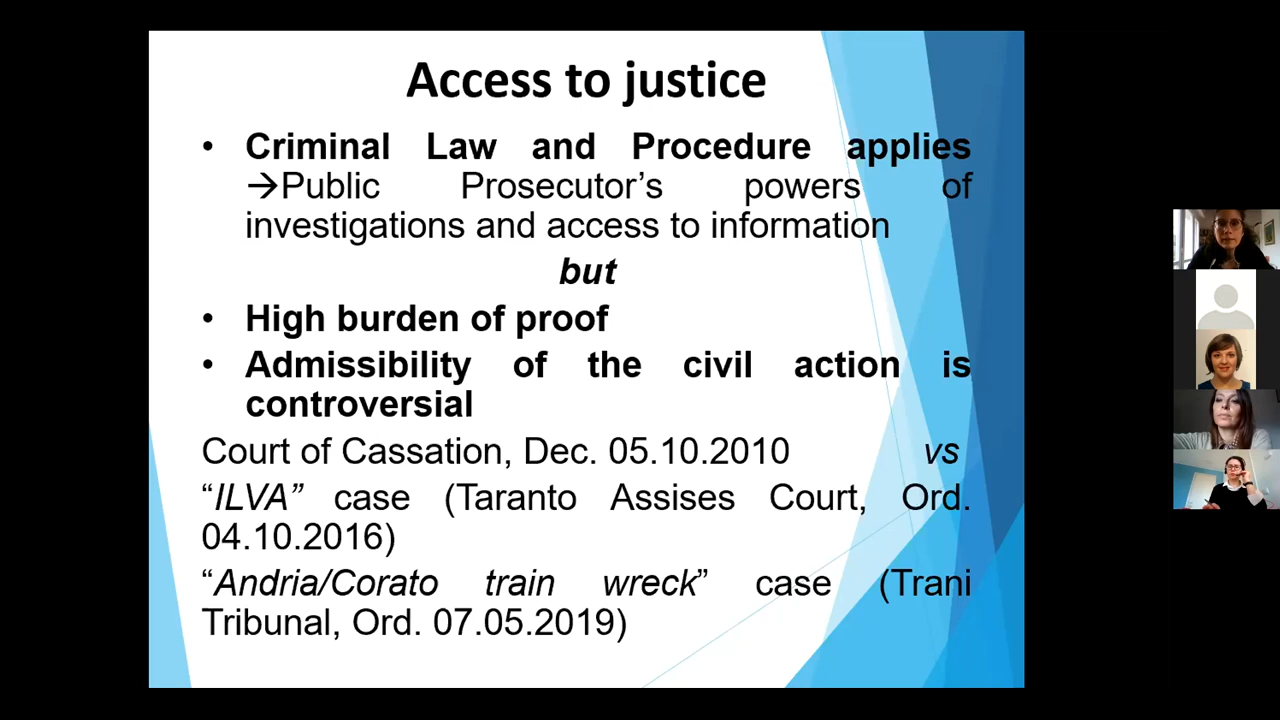 Access to justice
• Criminal Law and Procedure applies
→Public Prosecutor’s powers of
investigations and access to information
but
• High burden of proof
• Admissibility of the civil action is
controversial
Court of Cassation, Dec. 05.10.2010 vs
“ILVA” case (Taranto Assises Court, Ord.
04.10.2016)
“Andria/Corato train wreck” case (Trani
Tribunal, Ord. 07.05.2019)